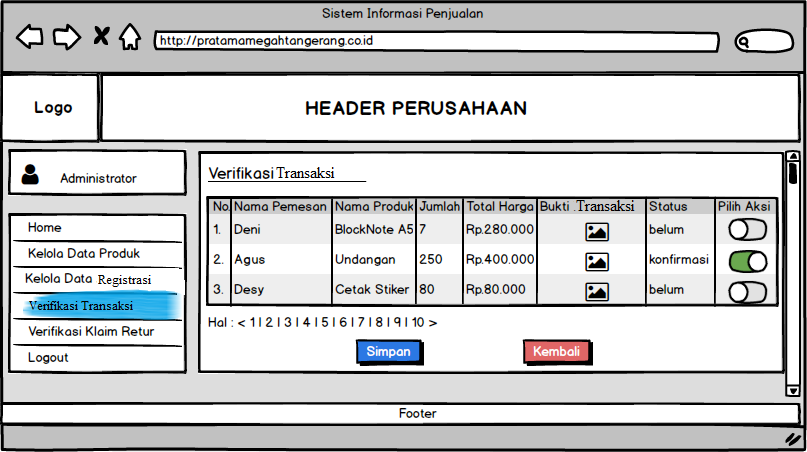 Sistem Informasi Penjualan
http://pratamamegahtangerang.co.id
Logo
HEADER PERUSAHAAN
Administrator
Home
Kelola Data Produk
Kelola Data Registrasi
Verifikasi Transaksi
Verifikasi Klaim Retur
Logout
Verifikasi Transaksi
No. Nama Pemesan Nama Produk Jumlah Total Harga Bukti Transaksi Status Pilih Aksi
1. Deni BlockNote A5 7 Rp.280.000 belum
2. Agus Undangan 250 Rp.400.000 konfirmasi
3. Desy Cetak Stiker 80 Rp.80.000 belum
Hal : < 1 | 2 | 3 | 4 | 5 | 6 | 7 | 8 | 9 | 10 >
Simpan Kembali
Footer